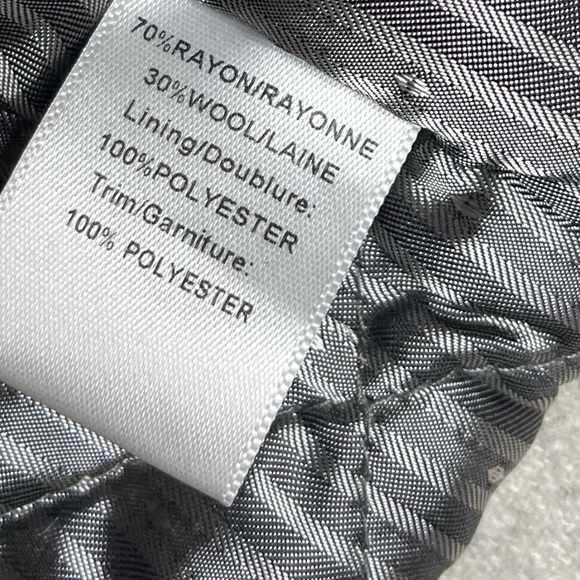 70%RAYON/RAYONNE
30%WOOL/LAINE
Lining/Doublure:
100%POLYESTER
Trim/Garniture:
100% POLYESTER